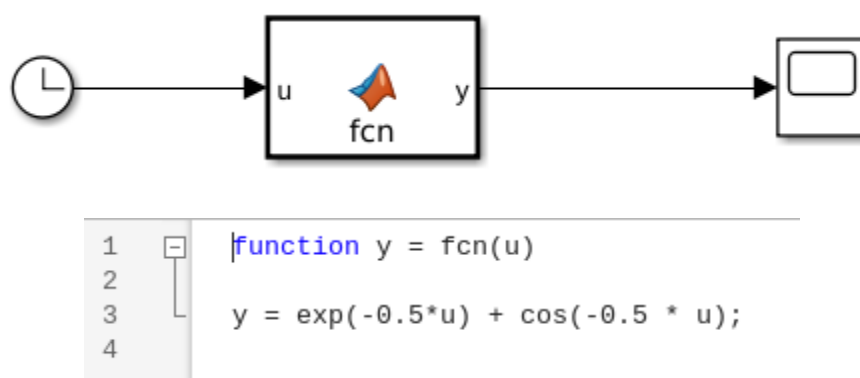 u
y
fcn
1 function y = fcn(u)
2
3 y = exp(-0.5*u) + cos(-0.5 * u);
4